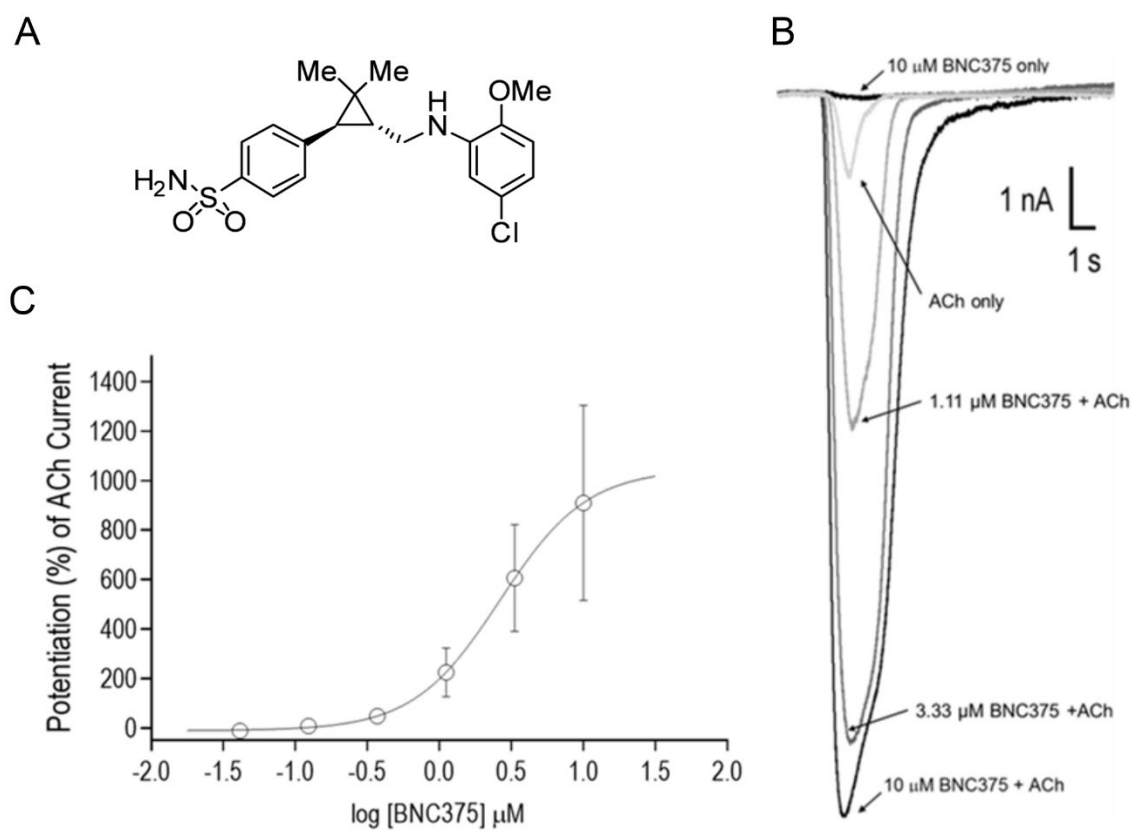 A
Me Me
H
N
OMe
H₂N
S
O O
Cl
B
10 μM BNC375 only
1 nA
1 s
ACh only
1.11 μM BNC375 + ACh
3.33 μM BNC375 +ACh
10 μM BNC375 + ACh
C
Potentiation (%) of ACh Current
1400
1200
1000
800
600
400
200
0
-2.0 -1.5 -1.0 -0.5 0.0 0.5 1.0 1.5 2.0
log [BNC375] μM